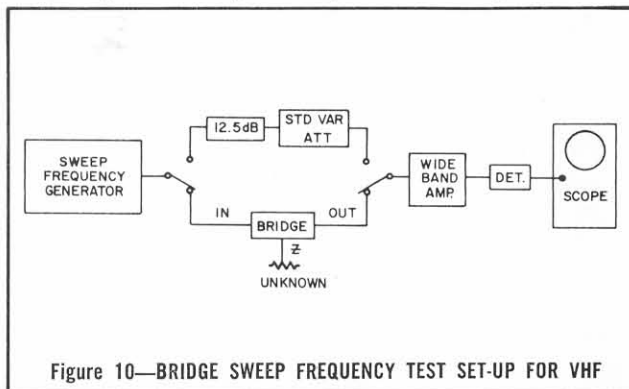 12.5dB
STD VAR
ATT
SWEEP
FREQUENCY
GENERATOR
WIDE
BAND
AMP.
DET.
SCOPE
IN
BRIDGE
OUT
Z
UNKNOWN
Figure 10—BRIDGE SWEEP FREQUENCY TEST SET-UP FOR VHF